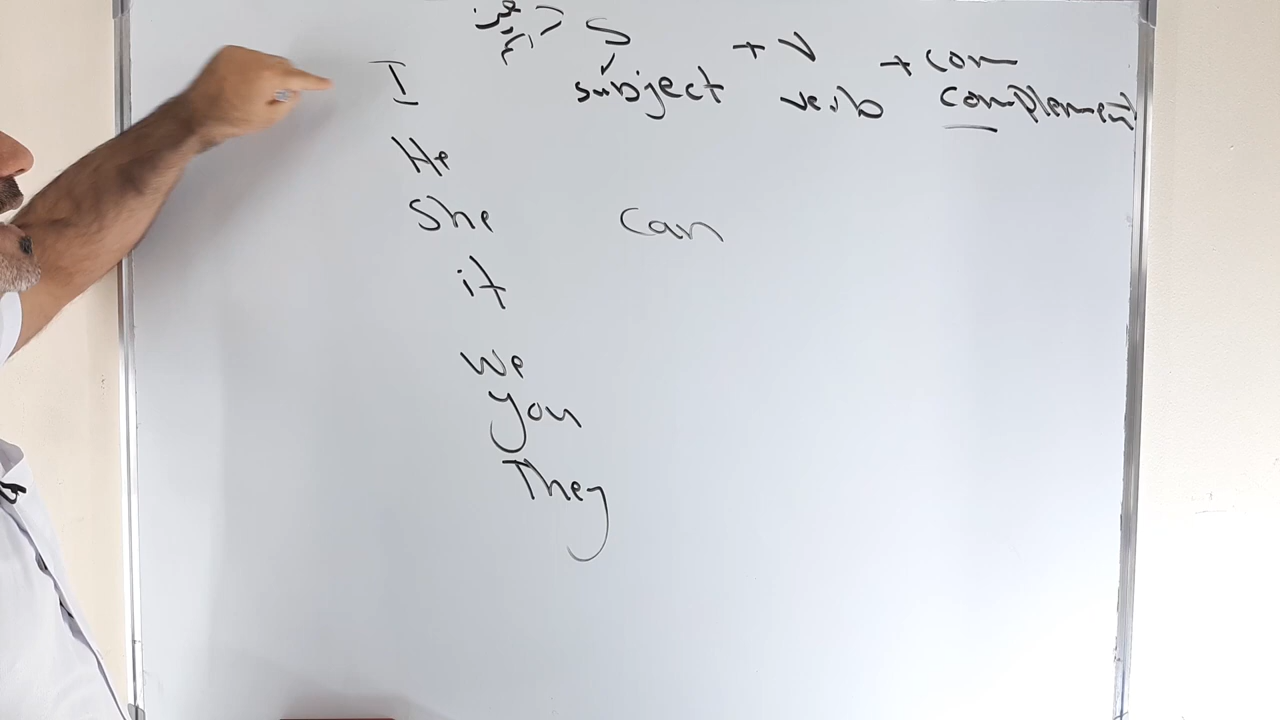 S + V + com
subject verb complement
I
He
She can
it
We
you
They